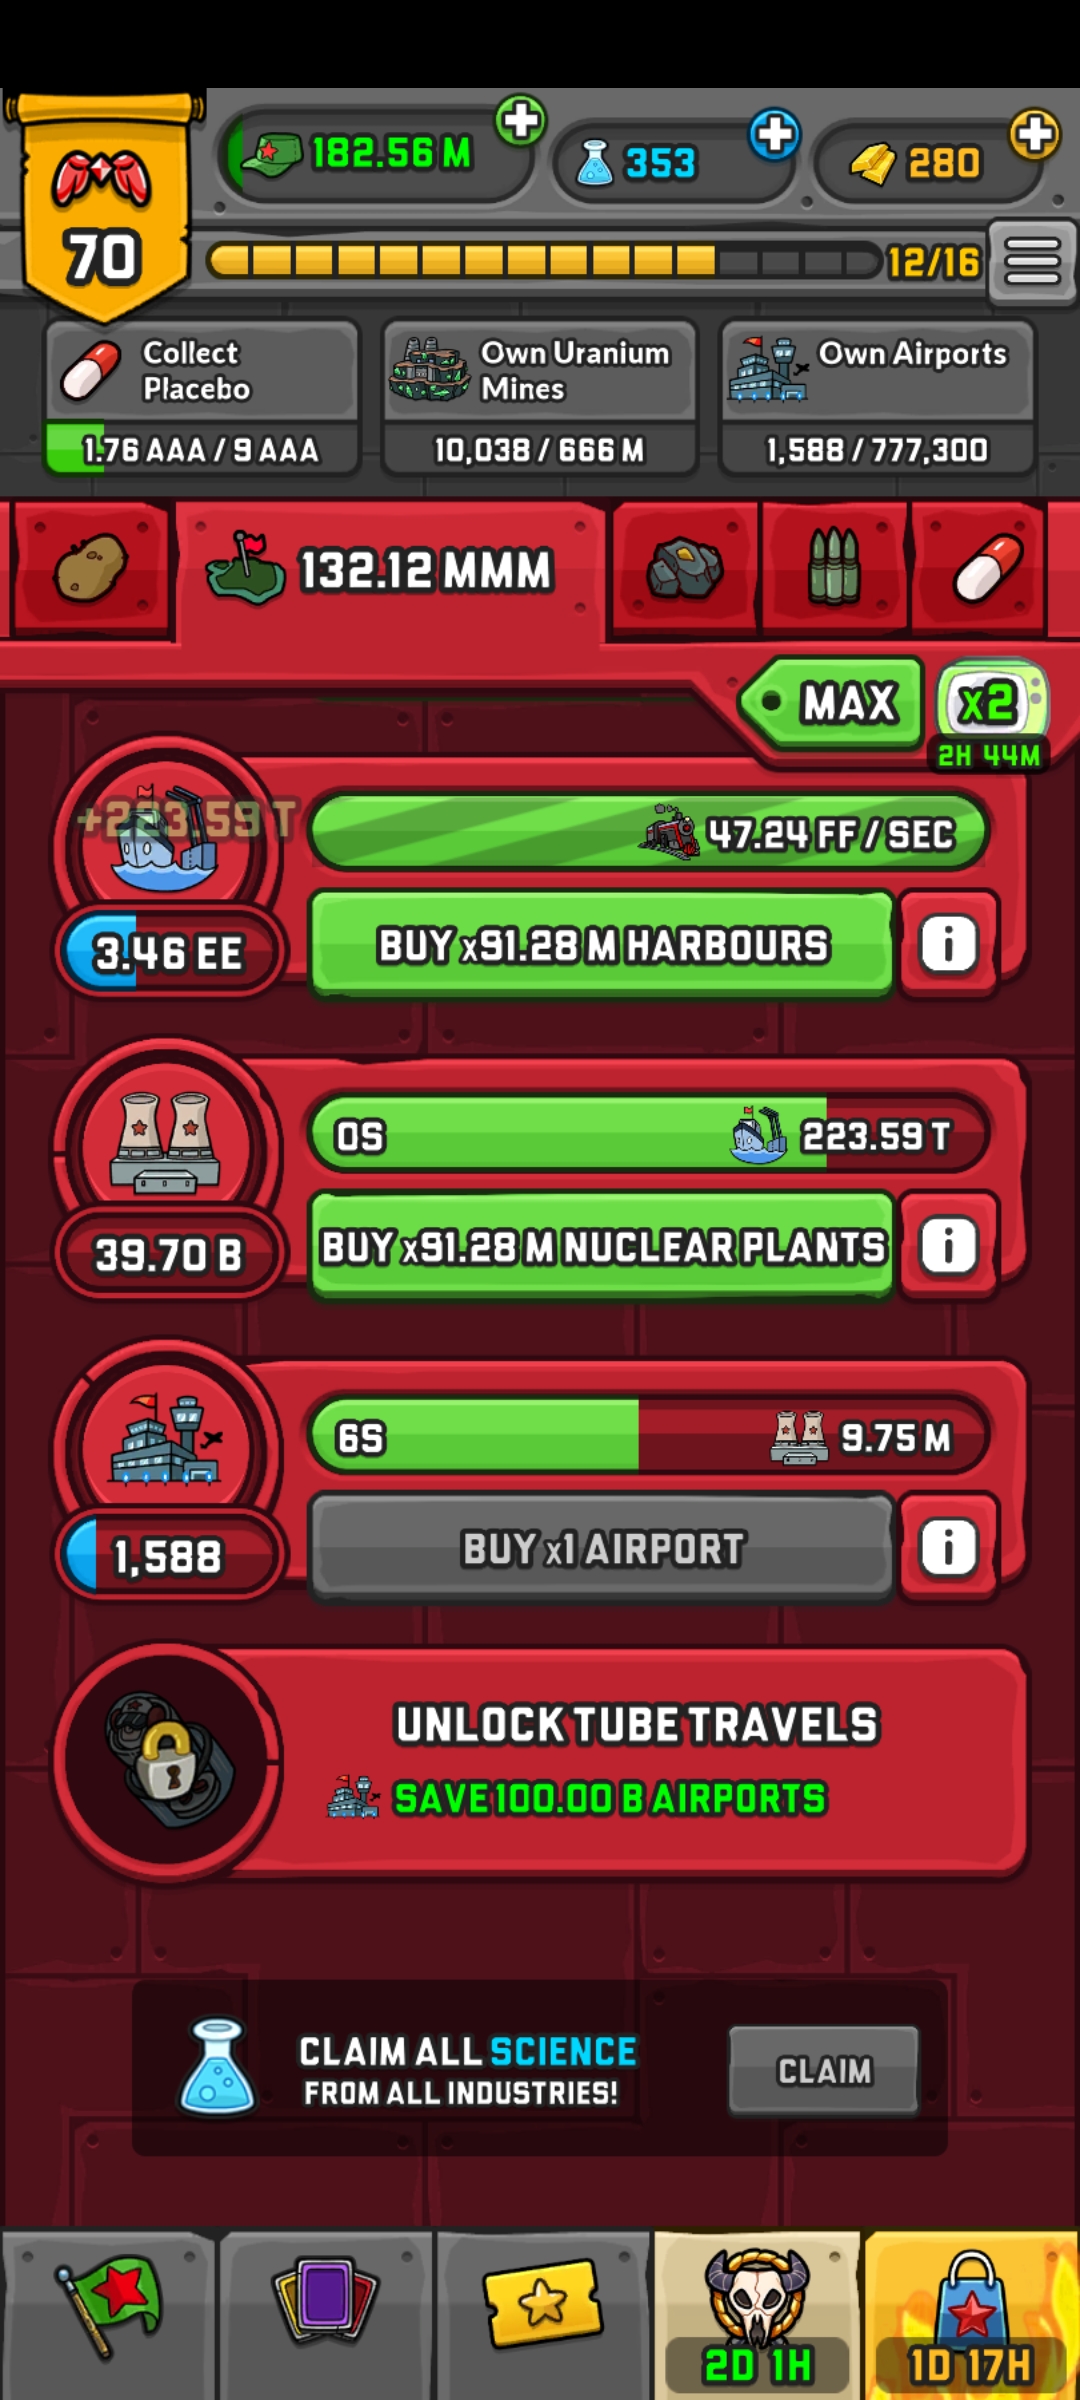 182.56 M
353
280
70
12/16
Collect
Placebo
1.76 AAA / 9 AAA
Own Uranium
Mines
10,038 / 666 M
Own Airports
1,588 / 777,300
132.12 MMM
MAX
x2
2H 44M
+223.59 T
47.24 FF / SEC
3.46 EE
BUY x91.28 M HARBOURS
i
0S
223.59 T
39.70 B
BUY x91.28 M NUCLEAR PLANTS
i
6S
9.75 M
1,588
BUY x1 AIRPORT
i
UNLOCK TUBE TRAVELS
SAVE 100.00 B AIRPORTS
CLAIM ALL SCIENCE
FROM ALL INDUSTRIES!
CLAIM
2D 1H
1D 17H